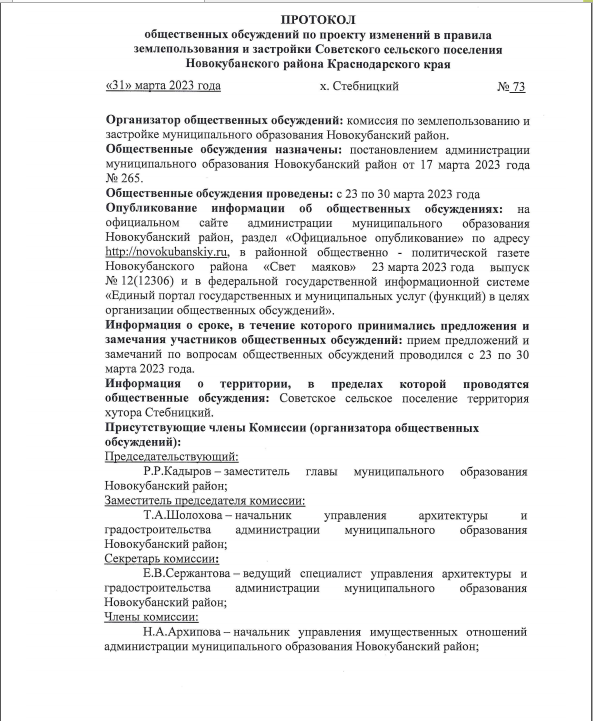 ПРОТОКОЛ
общественных обсуждений по проекту изменений в правила
землепользования и застройки Советского сельского поселения
Новокубанского района Краснодарского края
«31» марта 2023 года х. Стебницкий № 73
Организатор общественных обсуждений: комиссия по землепользованию и
застройке муниципального образования Новокубанский район.
Общественные обсуждения назначены: постановлением администрации
муниципального образования Новокубанский район от 17 марта 2023 года
№ 265.
Общественные обсуждения проведены: с 23 по 30 марта 2023 года
Опубликование информации об общественных обсуждениях: на
официальном сайте администрации муниципального образования
Новокубанский район, раздел «Официальное опубликование» по адресу
http://novokubanskiy.ru, в районной общественно - политической газете
Новокубанского района «Свет маяков» 23 марта 2023 года выпуск
№ 12(12306) и в федеральной государственной информационной системе
«Единый портал государственных и муниципальных услуг (функций) в целях
организации общественных обсуждений».
Информация о сроке, в течение которого принимались предложения и
замечания участников общественных обсуждений: прием предложений и
замечаний по вопросам общественных обсуждений проводился с 23 по 30
марта 2023 года.
Информация о территории, в пределах которой проводятся
общественные обсуждения: Советское сельское поселение территория
хутора Стебницкий.
Присутствующие члены Комиссии (организатора общественных
обсуждений):
Председательствующий:
Р.Р.Кадыров – заместитель главы муниципального образования
Новокубанский район;
Заместитель председателя комиссии:
Т.А.Шолохова – начальник управления архитектуры и
градостроительства администрации муниципального образования
Новокубанский район;
Секретарь комиссии:
Е.В.Сержантова – ведущий специалист управления архитектуры и
градостроительства администрации муниципального образования
Новокубанский район;
Члены комиссии:
Н.А.Архипова – начальник управления имущественных отношений
администрации муниципального образования Новокубанский район;